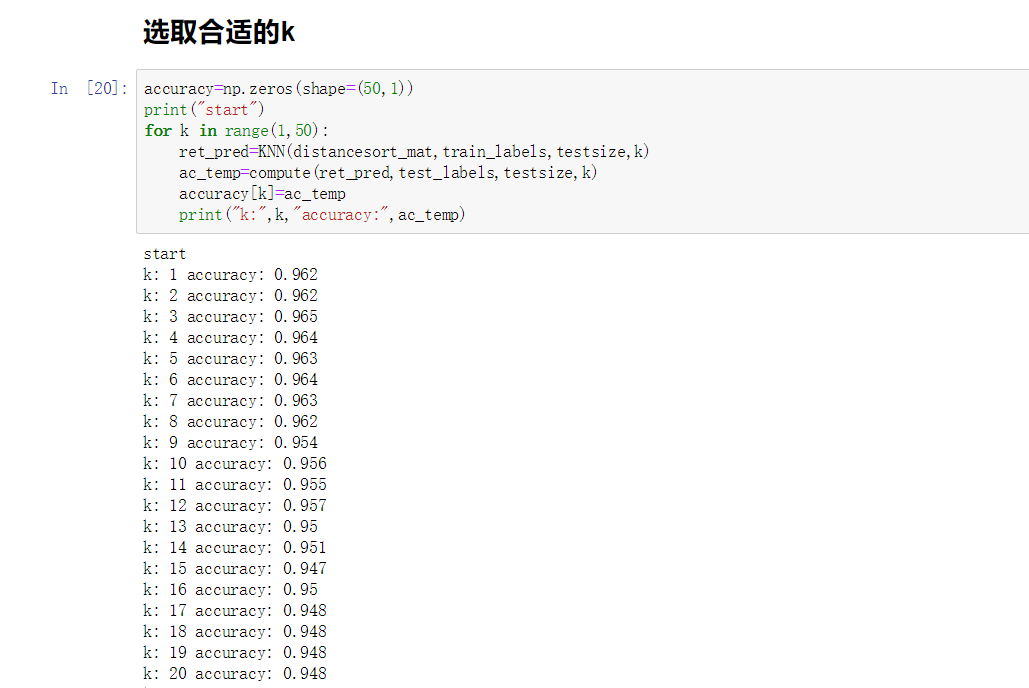 选取合适的k
In [20]:
accuracy=np.zeros(shape=(50,1))
print("start")
for k in range(1,50):
    ret_pred=KNN(distancesort_mat,train_labels,testsize,k)
    ac_temp=compute(ret_pred,test_labels,testsize,k)
    accuracy[k]=ac_temp
    print("k:",k,"accuracy:",ac_temp)
start
k: 1 accuracy: 0.962
k: 2 accuracy: 0.962
k: 3 accuracy: 0.965
k: 4 accuracy: 0.964
k: 5 accuracy: 0.963
k: 6 accuracy: 0.964
k: 7 accuracy: 0.963
k: 8 accuracy: 0.962
k: 9 accuracy: 0.954
k: 10 accuracy: 0.956
k: 11 accuracy: 0.955
k: 12 accuracy: 0.957
k: 13 accuracy: 0.95
k: 14 accuracy: 0.951
k: 15 accuracy: 0.947
k: 16 accuracy: 0.95
k: 17 accuracy: 0.948
k: 18 accuracy: 0.948
k: 19 accuracy: 0.948
k: 20 accuracy: 0.948